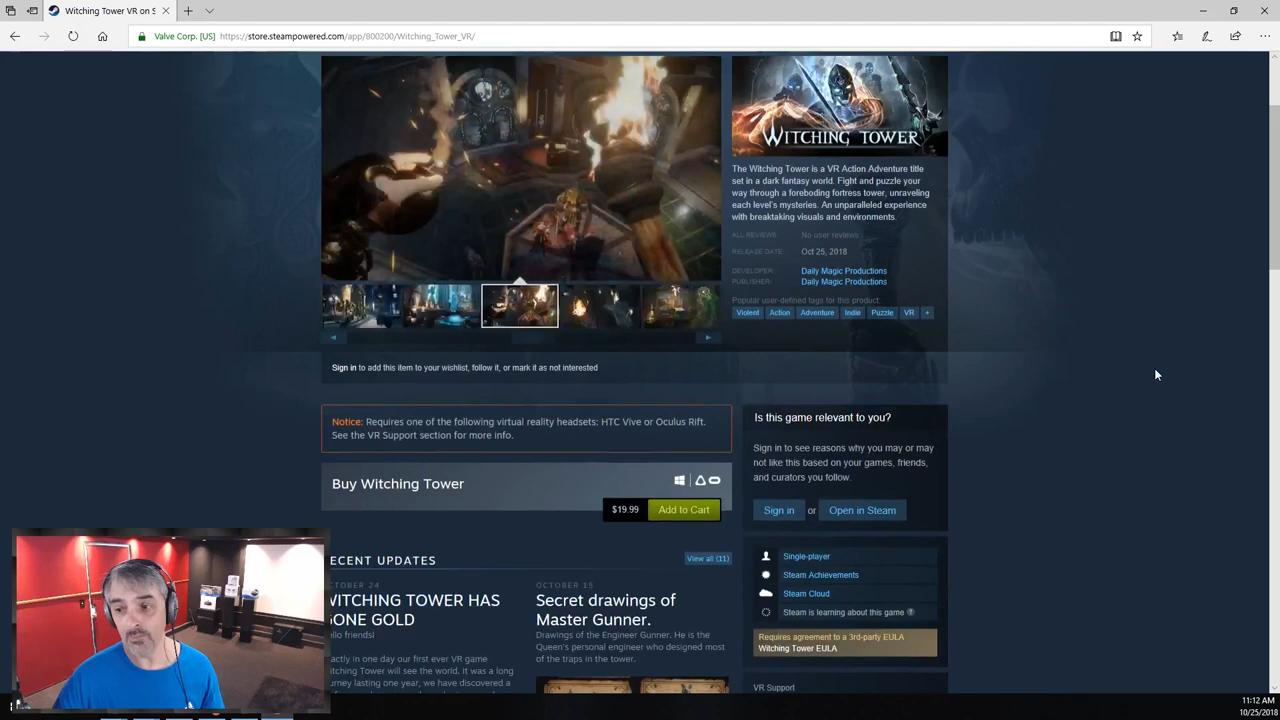 Witching Tower VR on S
Valve Corp. [US]
https://store.steampowered.com/app/800200/Witching_Tower_VR/
WITCHING TOWER
The Witching Tower is a VR Action Adventure title
set in a dark fantasy world. Fight and puzzle your
way through a foreboding fortress tower, unraveling
each level's mysteries. An unparalleled experience
with breaktaking visuals and environments.
ALL REVIEWS: No user reviews
RELEASE DATE: Oct 25, 2018
DEVELOPER: Daily Magic Productions
PUBLISHER: Daily Magic Productions
Popular user-defined tags for this product:
Violent Action Adventure Indie Puzzle VR +
Sign in to add this item to your wishlist, follow it, or mark it as not interested
Notice: Requires one of the following virtual reality headsets: HTC Vive or Oculus Rift.
See the VR Support section for more info.
Buy Witching Tower
$19.99 Add to Cart
Is this game relevant to you?
Sign in to see reasons why you may or may
not like this based on your games, friends,
and curators you follow.
Sign in or Open in Steam
Single-player
Steam Achievements
Steam Cloud
Steam is learning about this game ?
Requires agreement to a 3rd-party EULA
Witching Tower EULA
VR Support
ECENT UPDATES
View all (11)
TOBER 24
WITCHING TOWER HAS
ONE GOLD
ello friends!
actly in one day our first ever VR game
itching Tower will see the world. It was a long
urney lasting one year, we have discovered a
OCTOBER 15
Secret drawings of
Master Gunner.
Drawings of the Engineer Gunner. He is the
Queen's personal engineer who designed most
of the traps in the tower.
11:12 AM
10/25/2018